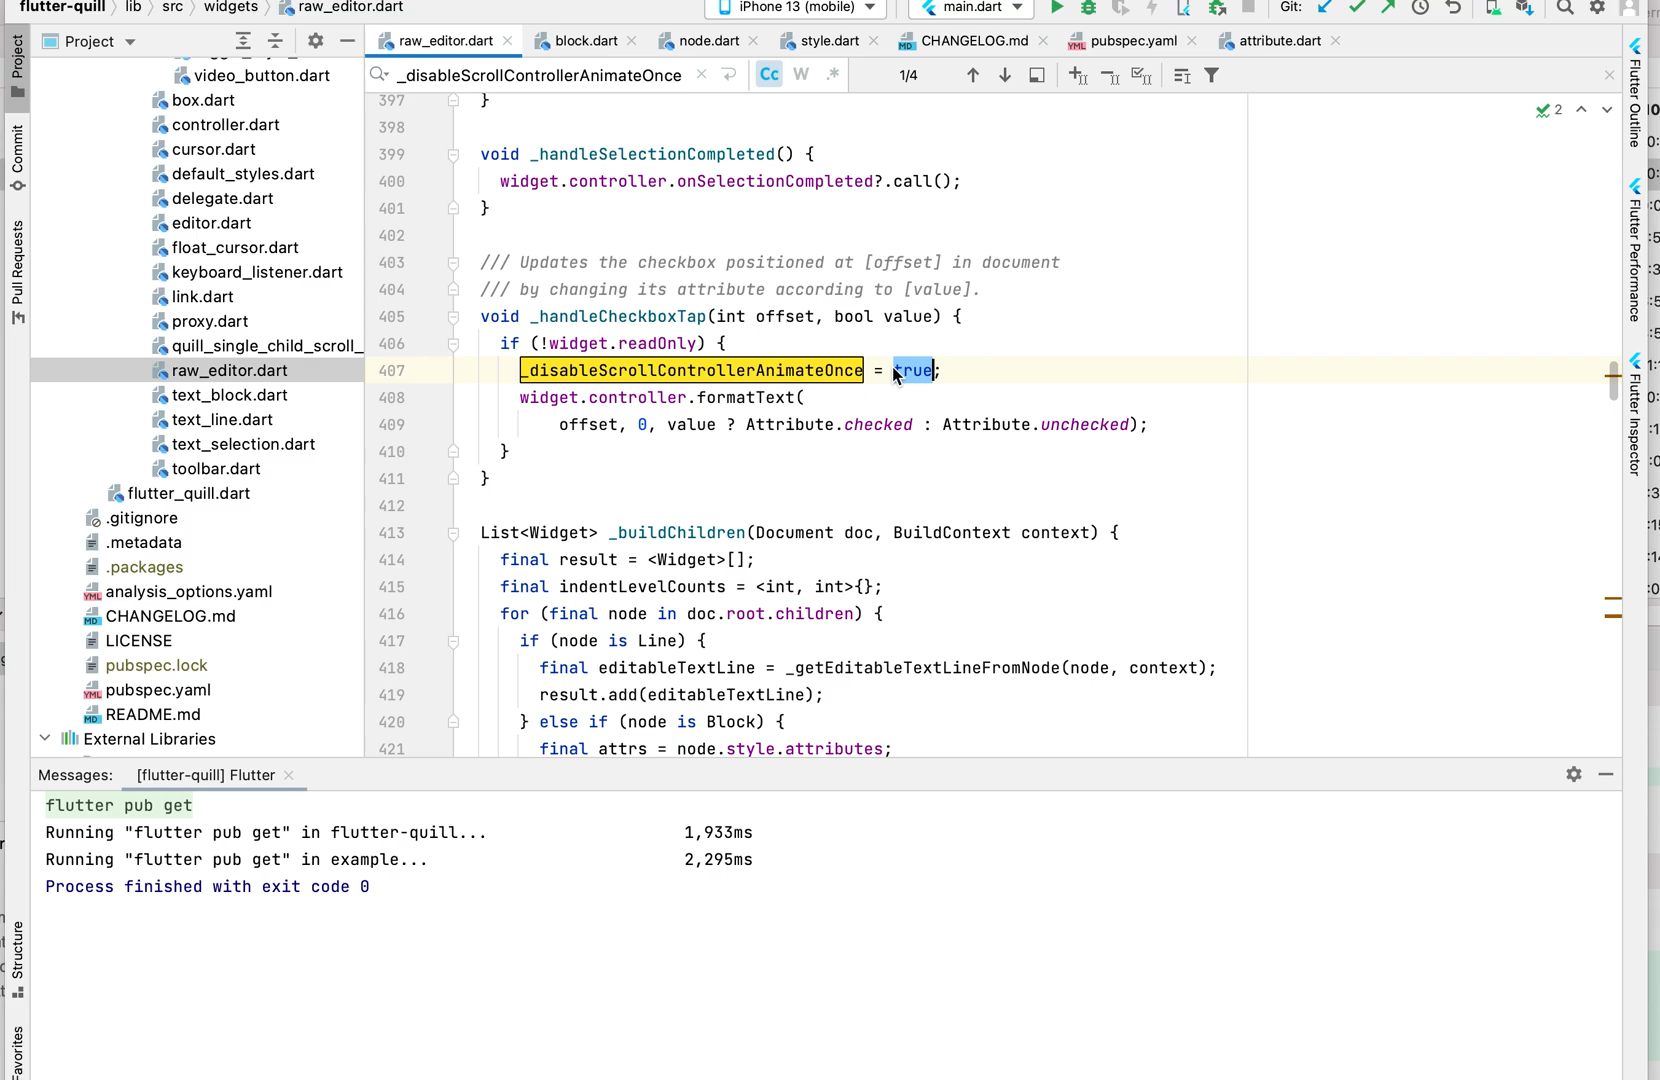 flutter-quill lib src widgets raw_editor.dart
iPhone 13 (mobile) main.dart Git:
Project
raw_editor.dart block.dart node.dart style.dart CHANGELOG.md pubspec.yaml attribute.dart
_disableScrollControllerAnimateOnce Cc W .* 1/4
2
Project
Commit
Pull Requests
Structure
Favorites
video_button.dart
box.dart
controller.dart
cursor.dart
default_styles.dart
delegate.dart
editor.dart
float_cursor.dart
keyboard_listener.dart
link.dart
proxy.dart
quill_single_child_scroll_
raw_editor.dart
text_block.dart
text_line.dart
text_selection.dart
toolbar.dart
flutter_quill.dart
.gitignore
.metadata
.packages
analysis_options.yaml
CHANGELOG.md
LICENSE
pubspec.lock
pubspec.yaml
README.md
External Libraries
397 }
398
399 void _handleSelectionCompleted() {
400 widget.controller.onSelectionCompleted?.call();
401 }
402
403 /// Updates the checkbox positioned at [offset] in document
404 /// by changing its attribute according to [value].
405 void _handleCheckboxTap(int offset, bool value) {
406 if (!widget.readOnly) {
407 _disableScrollControllerAnimateOnce = true;
408 widget.controller.formatText(
409 offset, 0, value ? Attribute.checked : Attribute.unchecked);
410 }
411 }
412
413 List<Widget> _buildChildren(Document doc, BuildContext context) {
414 final result = <Widget>[];
415 final indentLevelCounts = <int, int>{};
416 for (final node in doc.root.children) {
417 if (node is Line) {
418 final editableTextLine = _getEditableTextLineFromNode(node, context);
419 result.add(editableTextLine);
420 } else if (node is Block) {
421 final attrs = node.style.attributes;
Flutter Outline
Flutter Performance
Flutter Inspector
Messages: [flutter-quill] Flutter
flutter pub get
Running "flutter pub get" in flutter-quill... 1,933ms
Running "flutter pub get" in example... 2,295ms
Process finished with exit code 0